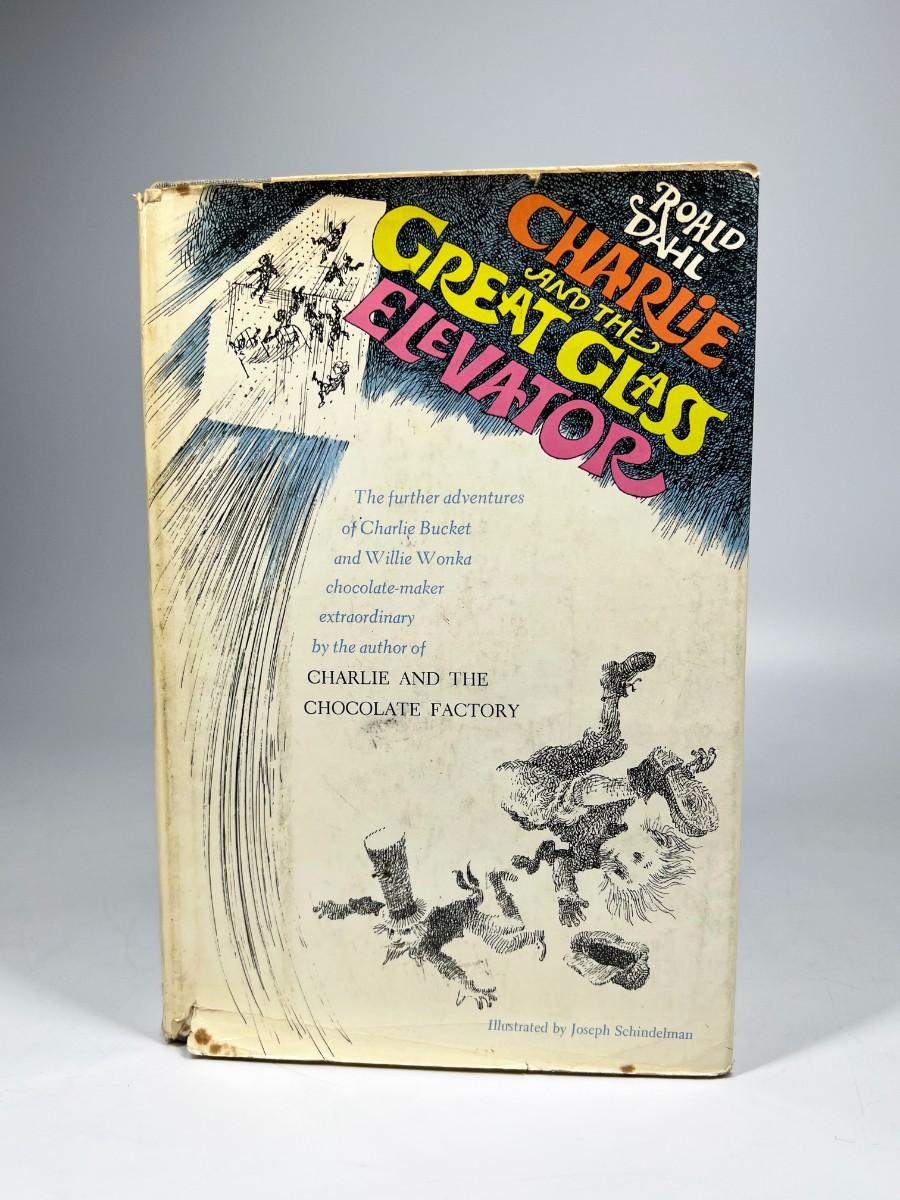 ROALD
DAHL
CHARLiE
AND THE
GREAT GLASS
ELEVATOR
The further adventures
of Charlie Bucket
and Willie Wonka
chocolate-maker
extraordinary
by the author of
CHARLIE AND THE
CHOCOLATE FACTORY
Illustrated by Joseph Schindelman